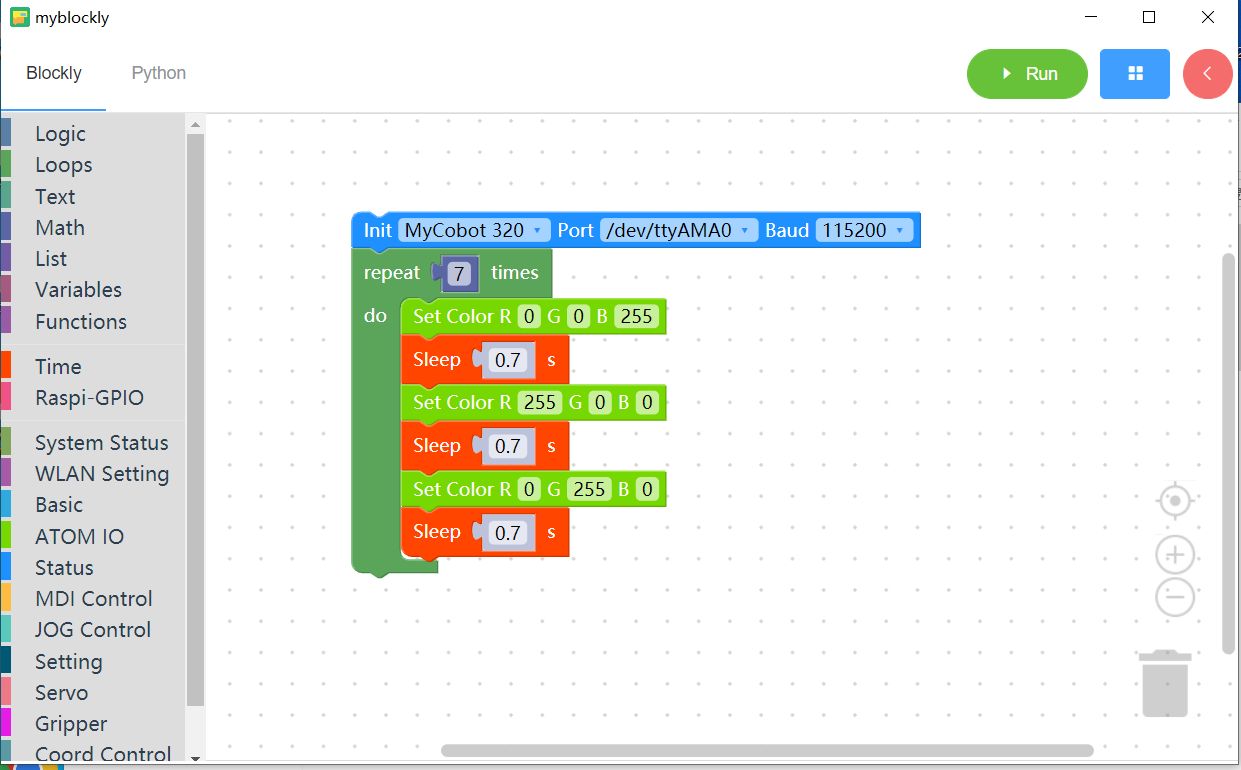 myblockly
Blockly Python Run
Logic
Loops
Text
Math
List
Variables
Functions
Time
Raspi-GPIO
System Status
WLAN Setting
Basic
ATOM IO
Status
MDI Control
JOG Control
Setting
Servo
Gripper
Coord Control
Init MyCobot 320 Port /dev/ttyAMA0 Baud 115200
repeat 7 times
do Set Color R 0 G 0 B 255
Sleep 0.7 s
Set Color R 255 G 0 B 0
Sleep 0.7 s
Set Color R 0 G 255 B 0
Sleep 0.7 s